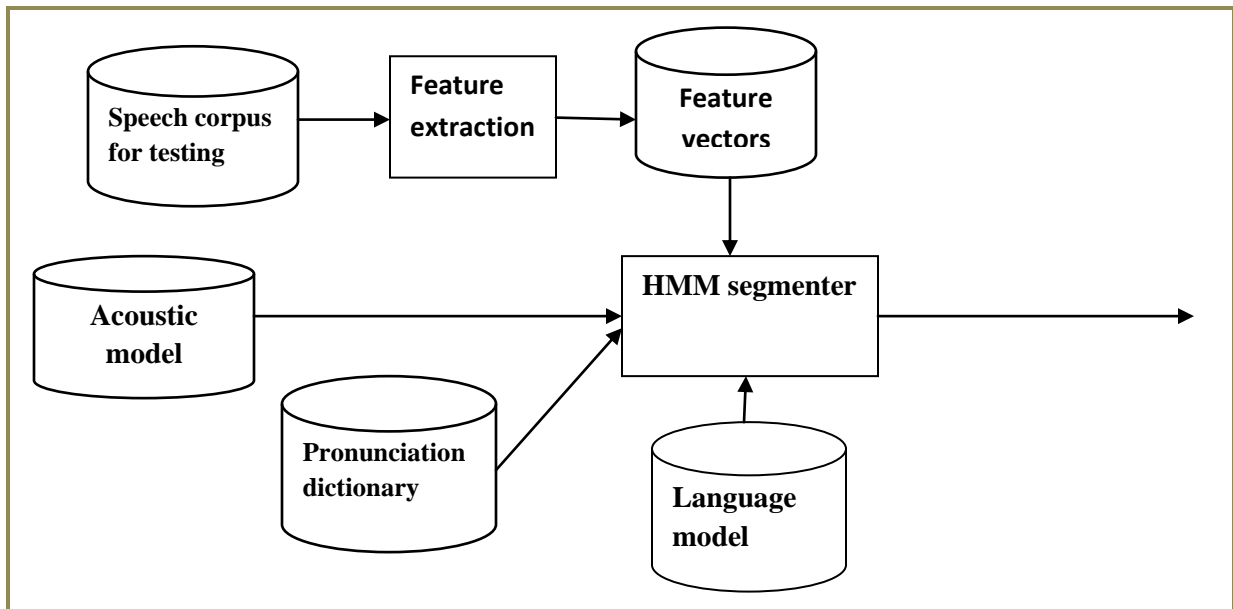 Speech corpus
for testing
Feature
extraction
Feature
vectors
Acoustic
model
HMM segmenter
Pronunciation
dictionary
Language
model